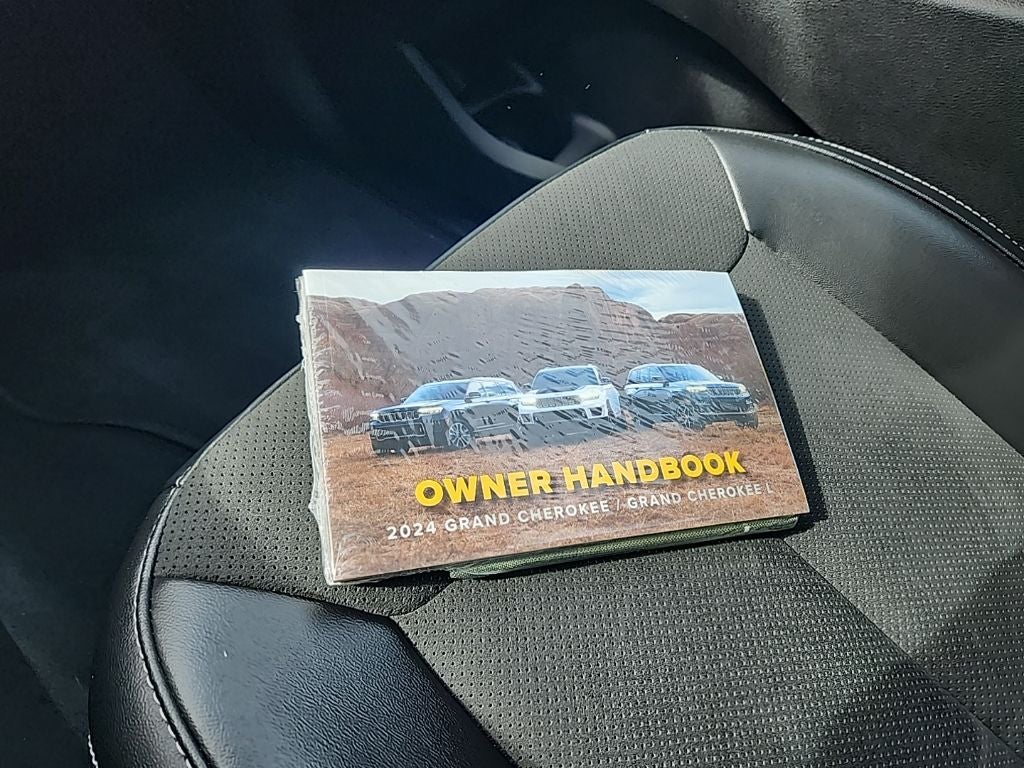 OWNER HANDBOOK
2024 GRAND CHEROKEE / GRAND CHEROKEE L